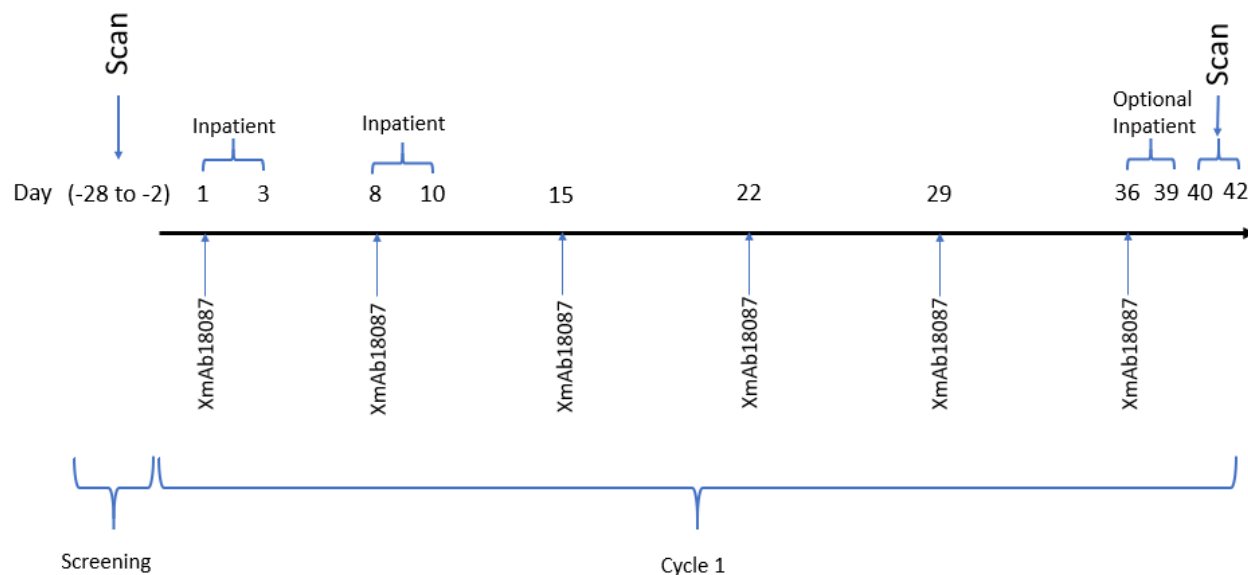 Scan
Scan
Inpatient
Inpatient
Optional
Inpatient
Day (-28 to -2) 1 3 8 10 15 22 29 36 39 40 42
XmAb18087
XmAb18087
XmAb18087
XmAb18087
XmAb18087
XmAb18087
Screening
Cycle 1